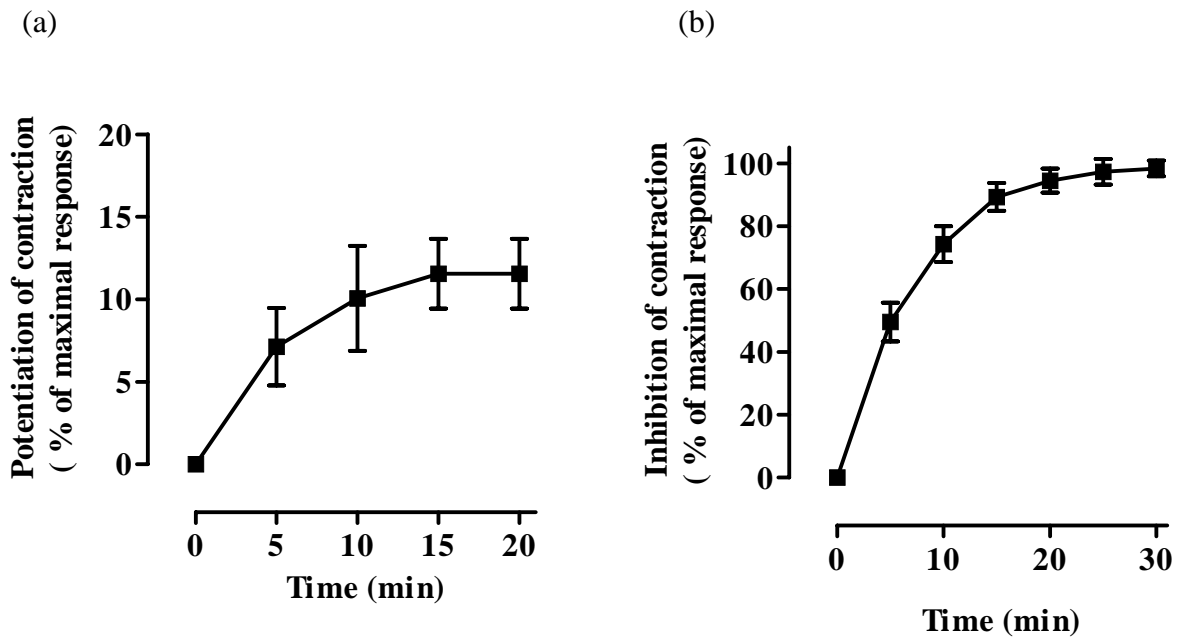 (a)
Potentiation of contraction
( % of maximal response)
20
15
10
5
0
0 5 10 15 20
Time (min)
(b)
Inhibition of contraction
( % of maximal response)
100
80
60
40
20
0
0 10 20 30
Time (min)